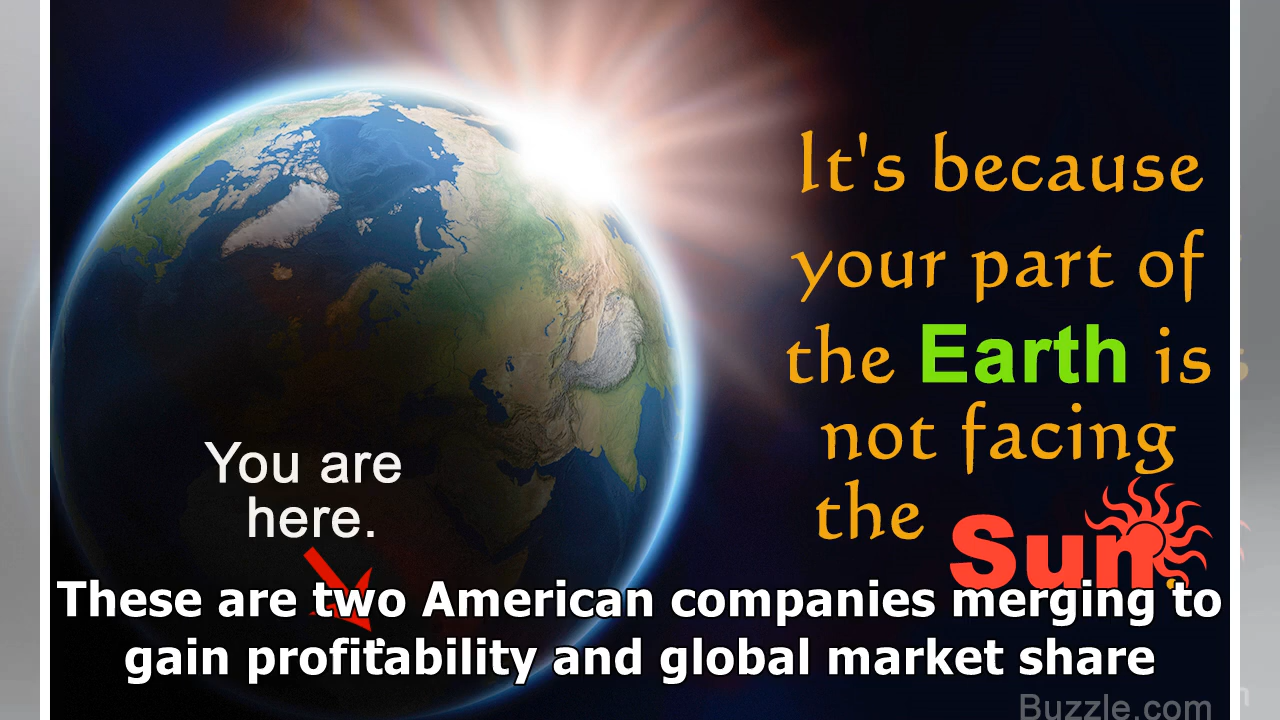 It's because
your part of
the Earth is
not facing
the Sun.
You are
here.
These are two American companies merging to
gain profitability and global market share
Buzzle.com